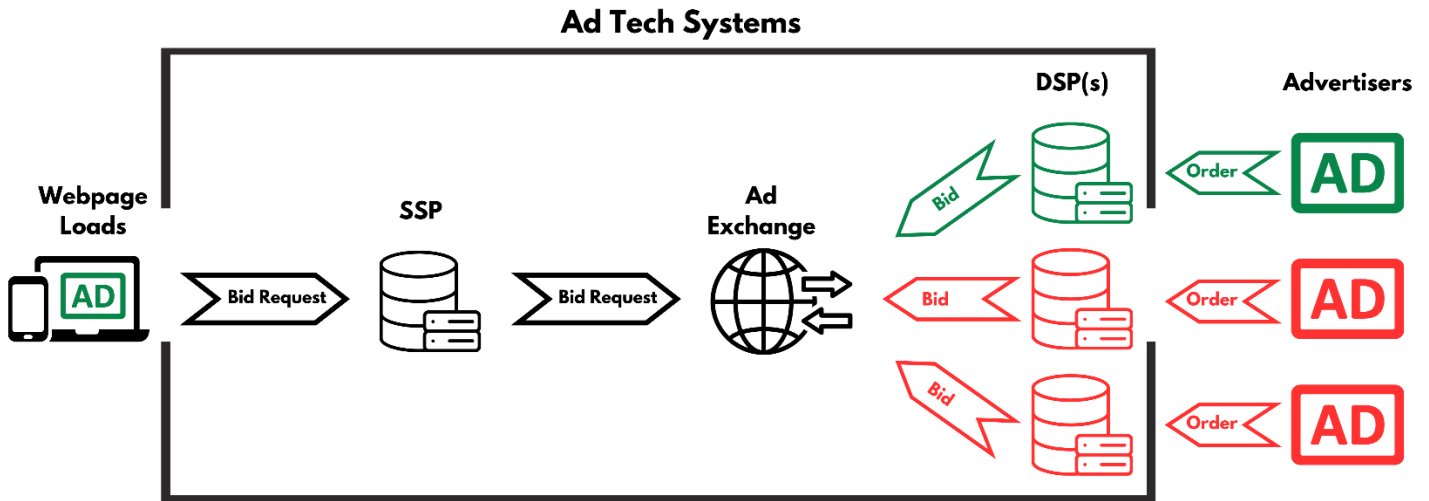 Ad Tech Systems
DSP(s)
Advertisers
Webpage
Loads
SSP
Ad
Exchange
Bid
Order
AD
AD
Bid Request
Bid Request
Bid
Order
AD
Bid
Order
AD